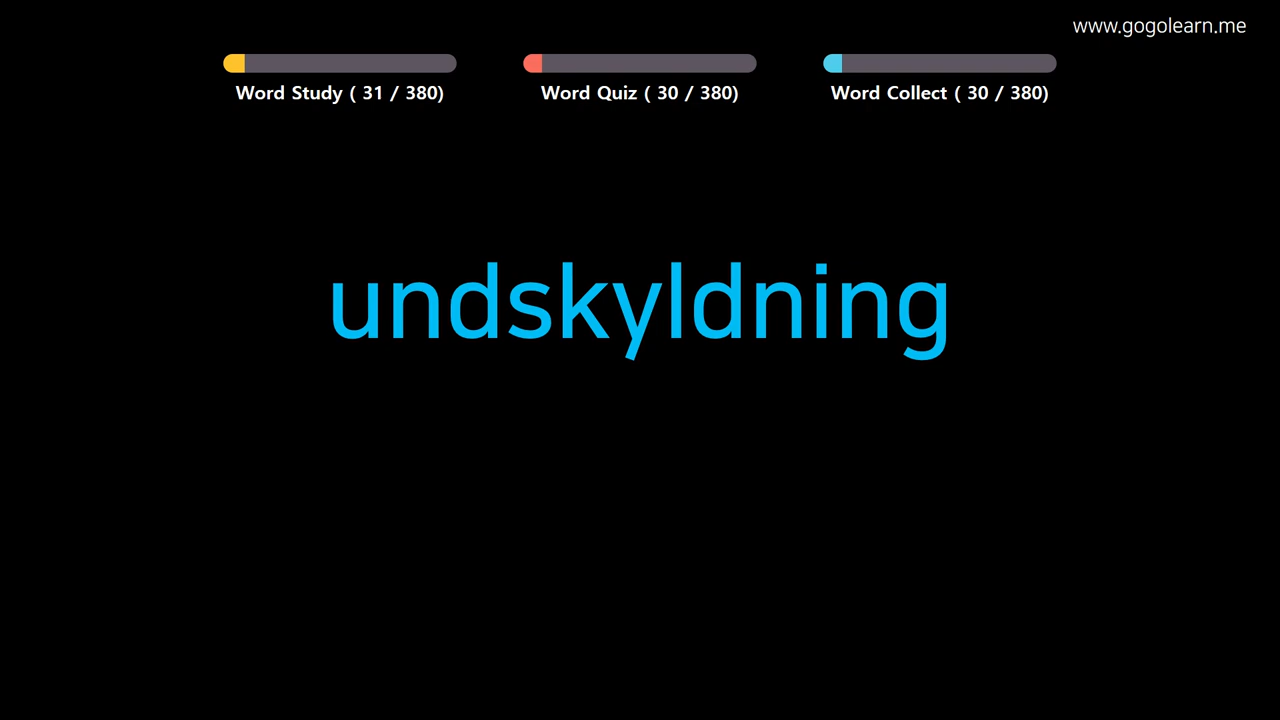 www.gogolearn.me
Word Study ( 31 / 380)
Word Quiz ( 30 / 380)
Word Collect ( 30 / 380)
undskyldning